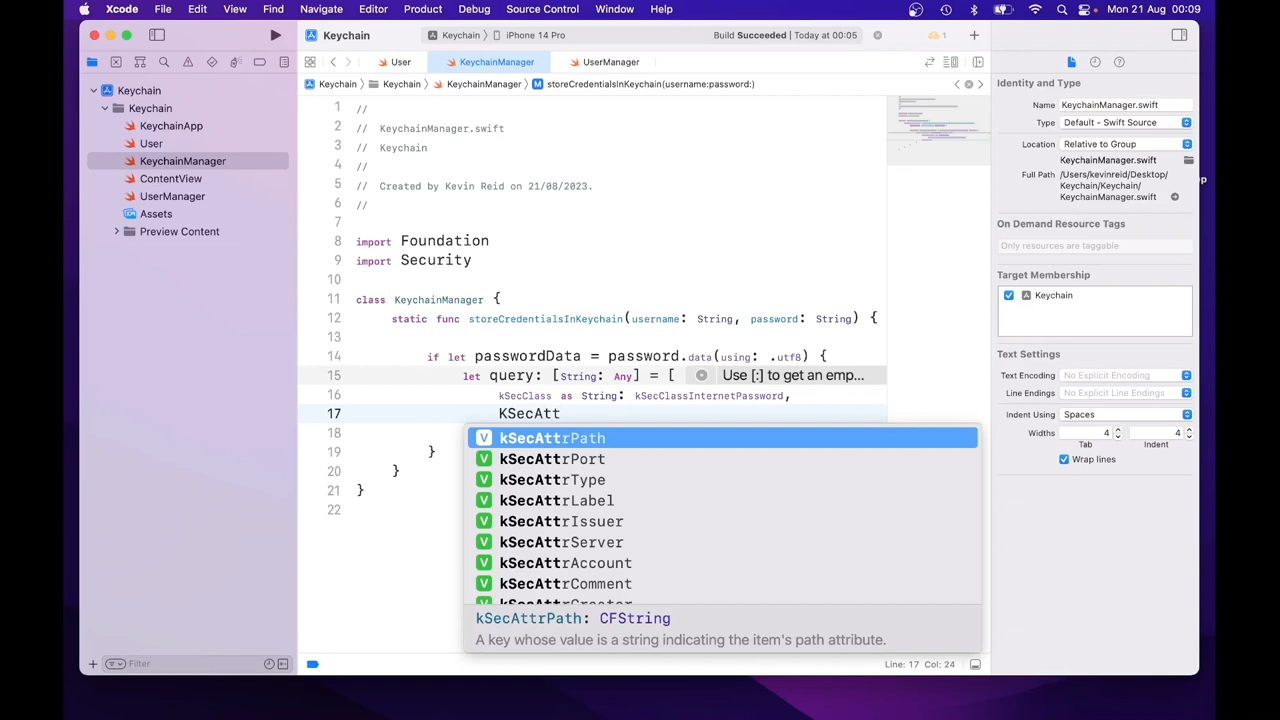 Xcode File Edit View Find Navigate Editor Product Debug Source Control Window Help Mon 21 Aug 00:09
Keychain Keychain iPhone 14 Pro Build Succeeded | Today at 00:05 1
User KeychainManager UserManager
Keychain Keychain KeychainManager M storeCredentialsInKeychain(username:password:)
Keychain
Keychain
KeychainApp
User
KeychainManager
ContentView
UserManager
Assets
Preview Content
Filter
1 //
2 // KeychainManager.swift
3 // Keychain
4 //
5 // Created by Kevin Reid on 21/08/2023.
6 //
7
8 import Foundation
9 import Security
10
11 class KeychainManager {
12 static func storeCredentialsInKeychain(username: String, password: String) {
13
14 if let passwordData = password.data(using: .utf8) {
15 let query: [String: Any] = [ Use [:] to get an emp...
16 kSecClass as String: kSecClassInternetPassword,
17 KSecAtt
18
19 }
20 }
21 }
22
V kSecAttrPath
V kSecAttrPort
V kSecAttrType
V kSecAttrLabel
V kSecAttrIssuer
V kSecAttrServer
V kSecAttrAccount
V kSecAttrComment
kSecAttrCreator
kSecAttrPath: CFString
A key whose value is a string indicating the item's path attribute.
Line: 17 Col: 24
Identity and Type
Name KeychainManager.swift
Type Default - Swift Source
Location Relative to Group
KeychainManager.swift
Full Path /Users/kevinreid/Desktop/
Keychain/Keychain/
KeychainManager.swift
On Demand Resource Tags
Only resources are taggable
Target Membership
Keychain
Text Settings
Text Encoding No Explicit Encoding
Line Endings No Explicit Line Endings
Indent Using Spaces
Widths 4 4
Tab Indent
Wrap lines